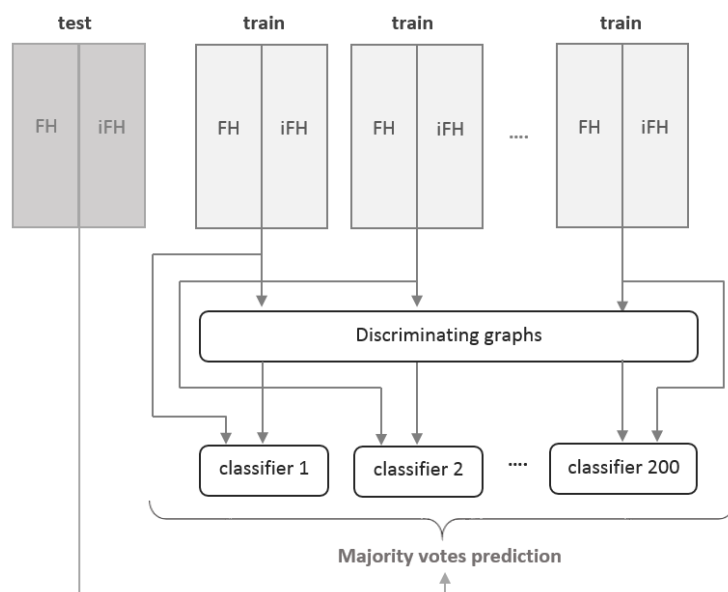 test train train train
FH iFH FH iFH FH iFH .... FH iFH
Discriminating graphs
classifier 1 classifier 2 .... classifier 200
Majority votes prediction